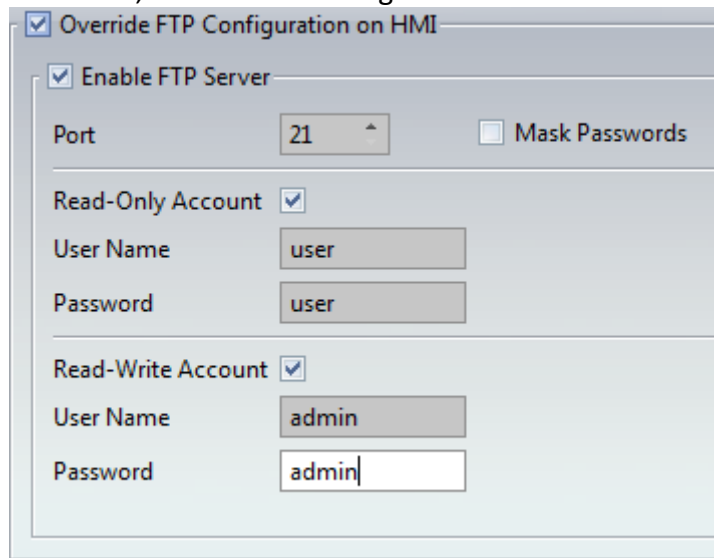 Override FTP Configuration on HMI
Enable FTP Server
Port 21 Mask Passwords
Read-Only Account
User Name user
Password user
Read-Write Account
User Name admin
Password admin